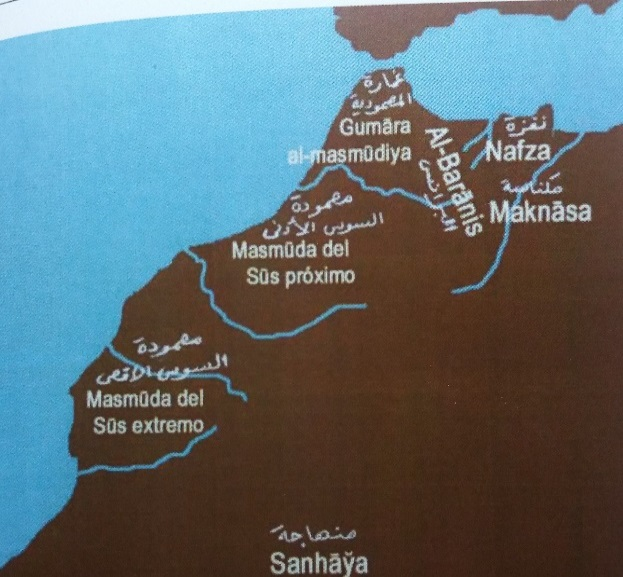 غمارة
المصمودية
Gumāra
al-masmūdiya
Al-Barānis
البرانس
نفزة
Nafza
مكناسة
Maknāsa
مصمودة
السوس الأدنى
Masmūda del
Sūs próximo
مصمودة
السوس الأقصى
Masmūda del
Sūs extremo
صنهاجة
Sanhāŷa